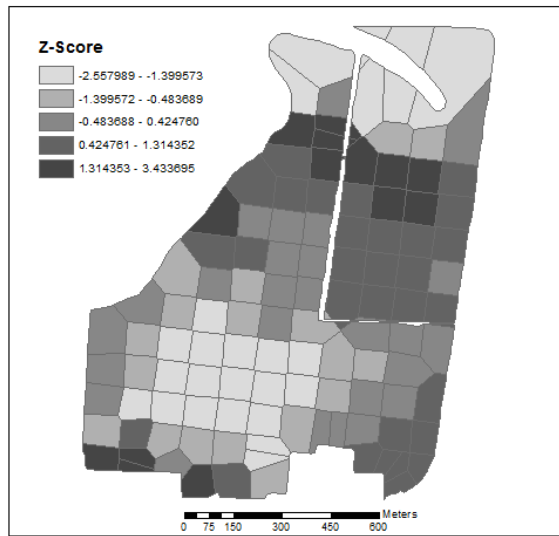 Z-Score
-2.557989 - -1.399573
-1.399572 - -0.483689
-0.483688 - 0.424760
0.424761 - 1.314352
1.314353 - 3.433695
Meters
0 75 150 300 450 600